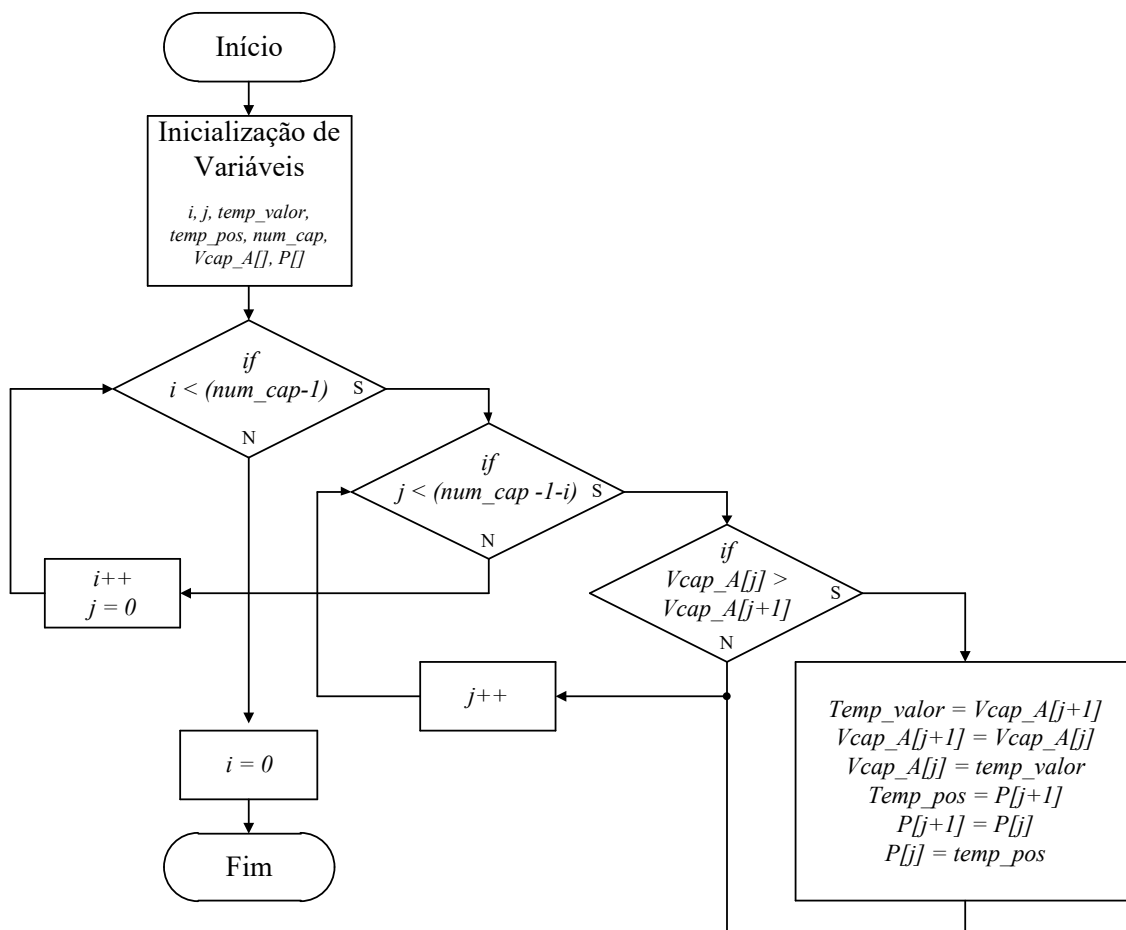 Início
Inicialização de
Variáveis
i, j, temp_valor,
temp_pos, num_cap,
Vcap_A[], P[]
if
i < (num_cap-1)
S
N
if
j < (num_cap -1-i)
S
N
if
Vcap_A[j] >
Vcap_A[j+1]
S
N
i++
j = 0
j++
Temp_valor = Vcap_A[j+1]
Vcap_A[j+1] = Vcap_A[j]
Vcap_A[j] = temp_valor
Temp_pos = P[j+1]
P[j+1] = P[j]
P[j] = temp_pos
i = 0
Fim